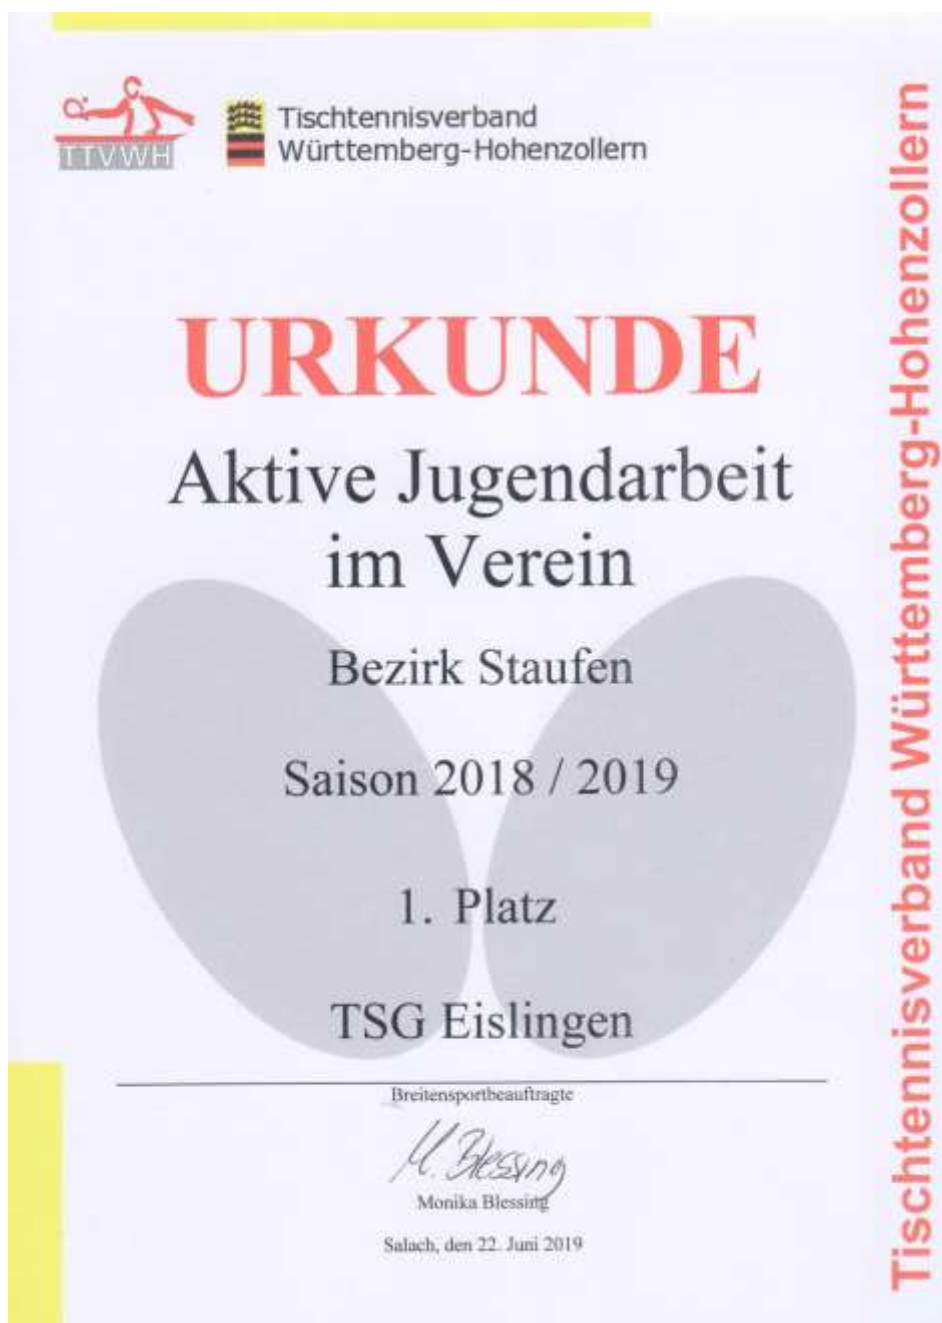 TTVWH
Tischtennisverband
Württemberg-Hohenzollern
URKUNDE
Aktive Jugendarbeit
im Verein
Bezirk Staufen
Saison 2018 / 2019
1. Platz
TSG Eislingen
Breitensportbeauftragte
M. Blessing
Monika Blessing
Salach, den 22. Juni 2019
Tischtennisverband Württemberg-Hohenzollern